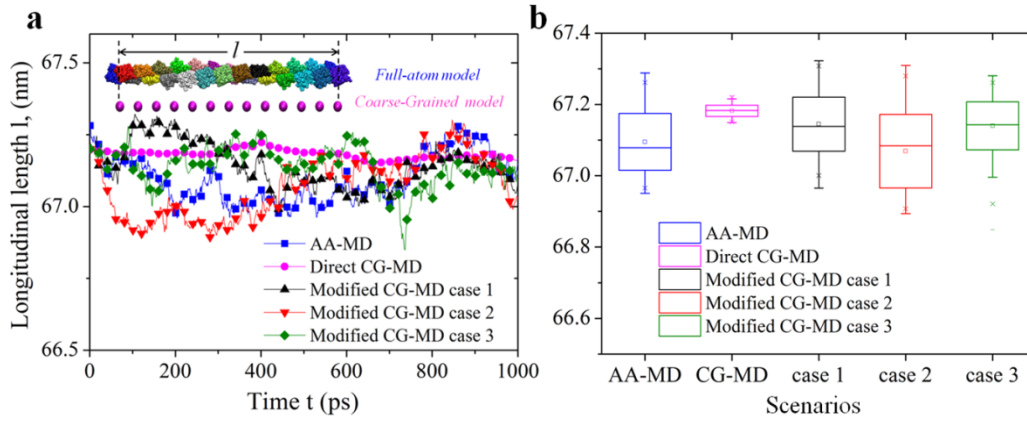 a
67.5
67.0
66.5
Longitudinal length l, (nm)
l
Full-atom model
Coarse-Grained model
AA-MD
Direct CG-MD
Modified CG-MD case 1
Modified CG-MD case 2
Modified CG-MD case 3
0 200 400 600 800 1000
Time t (ps)
b
67.4
67.2
67.0
66.8
66.6
AA-MD
Direct CG-MD
Modified CG-MD case 1
Modified CG-MD case 2
Modified CG-MD case 3
AA-MD CG-MD case 1 case 2 case 3
Scenarios